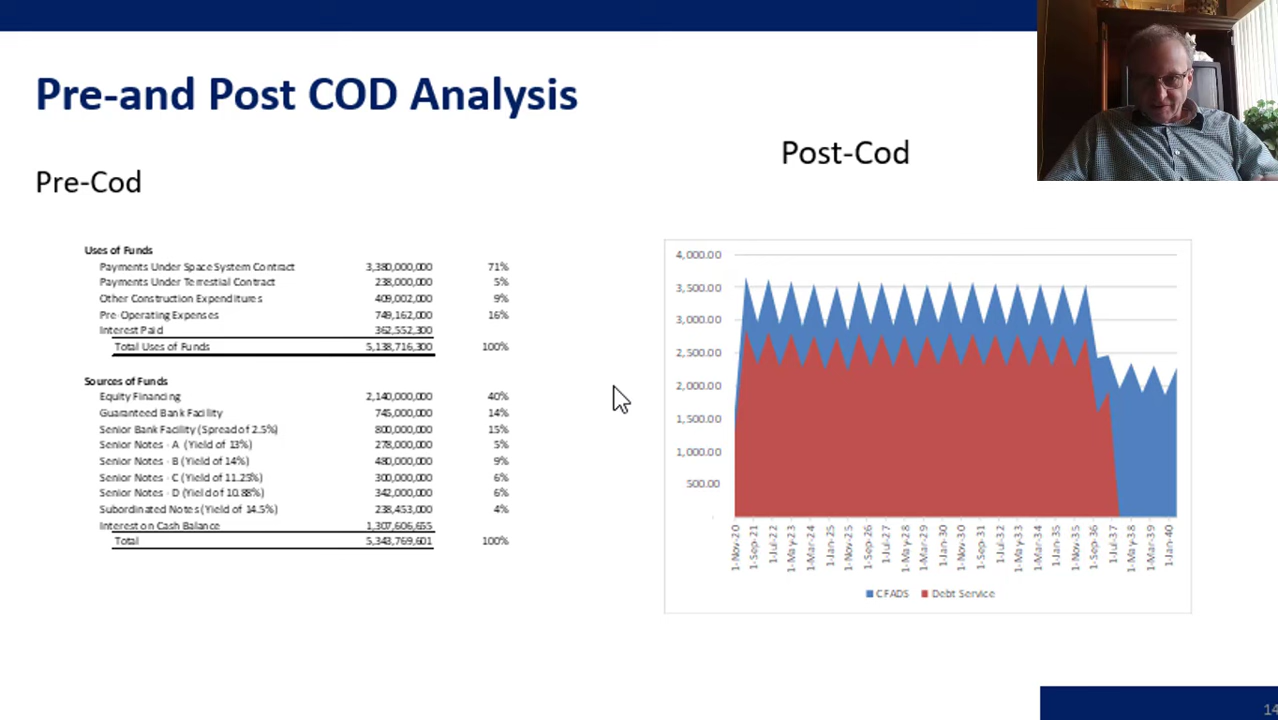 Pre-and Post COD Analysis
Post-Cod
Pre-Cod
Uses of Funds
Payments Under Space System Contract 3,380,000,000 71%
Payments Under Terrestial Contract 238,000,000 5%
Other Construction Expenditures 409,002,000 9%
Pre-Operating Expenses 749,162,000 16%
Interest Paid 362,552,300
Total Uses of Funds 5,138,716,300 100%
Sources of Funds
Equity Financing 2,140,000,000 40%
Guaranteed Bank Facility 745,000,000 14%
Senior Bank Facility (Spread of 2.5%) 800,000,000 15%
Senior Notes - A (Yield of 13%) 278,000,000 5%
Senior Notes - B (Yield of 14%) 480,000,000 9%
Senior Notes - C (Yield of 11.25%) 300,000,000 6%
Senior Notes - D (Yield of 10.88%) 342,000,000 6%
Subordinated Notes (Yield of 14.5%) 238,453,000 4%
Interest on Cash Balance 1,307,606,655
Total 5,343,769,601 100%
4,000.00
3,500.00
3,000.00
2,500.00
2,000.00
1,500.00
1,000.00
500.00
-
1-Nov-20
1-Sep-21
1-Jul-22
1-May-23
1-Mar-24
1-Jan-25
1-Nov-25
1-Sep-26
1-Jul-27
1-May-28
1-Mar-29
1-Jan-30
1-Nov-30
1-Sep-31
1-Jul-32
1-May-33
1-Mar-34
1-Jan-35
1-Nov-35
1-Sep-36
1-Jul-37
1-May-38
1-Mar-39
1-Jan-40
CFADS Debt Service
14